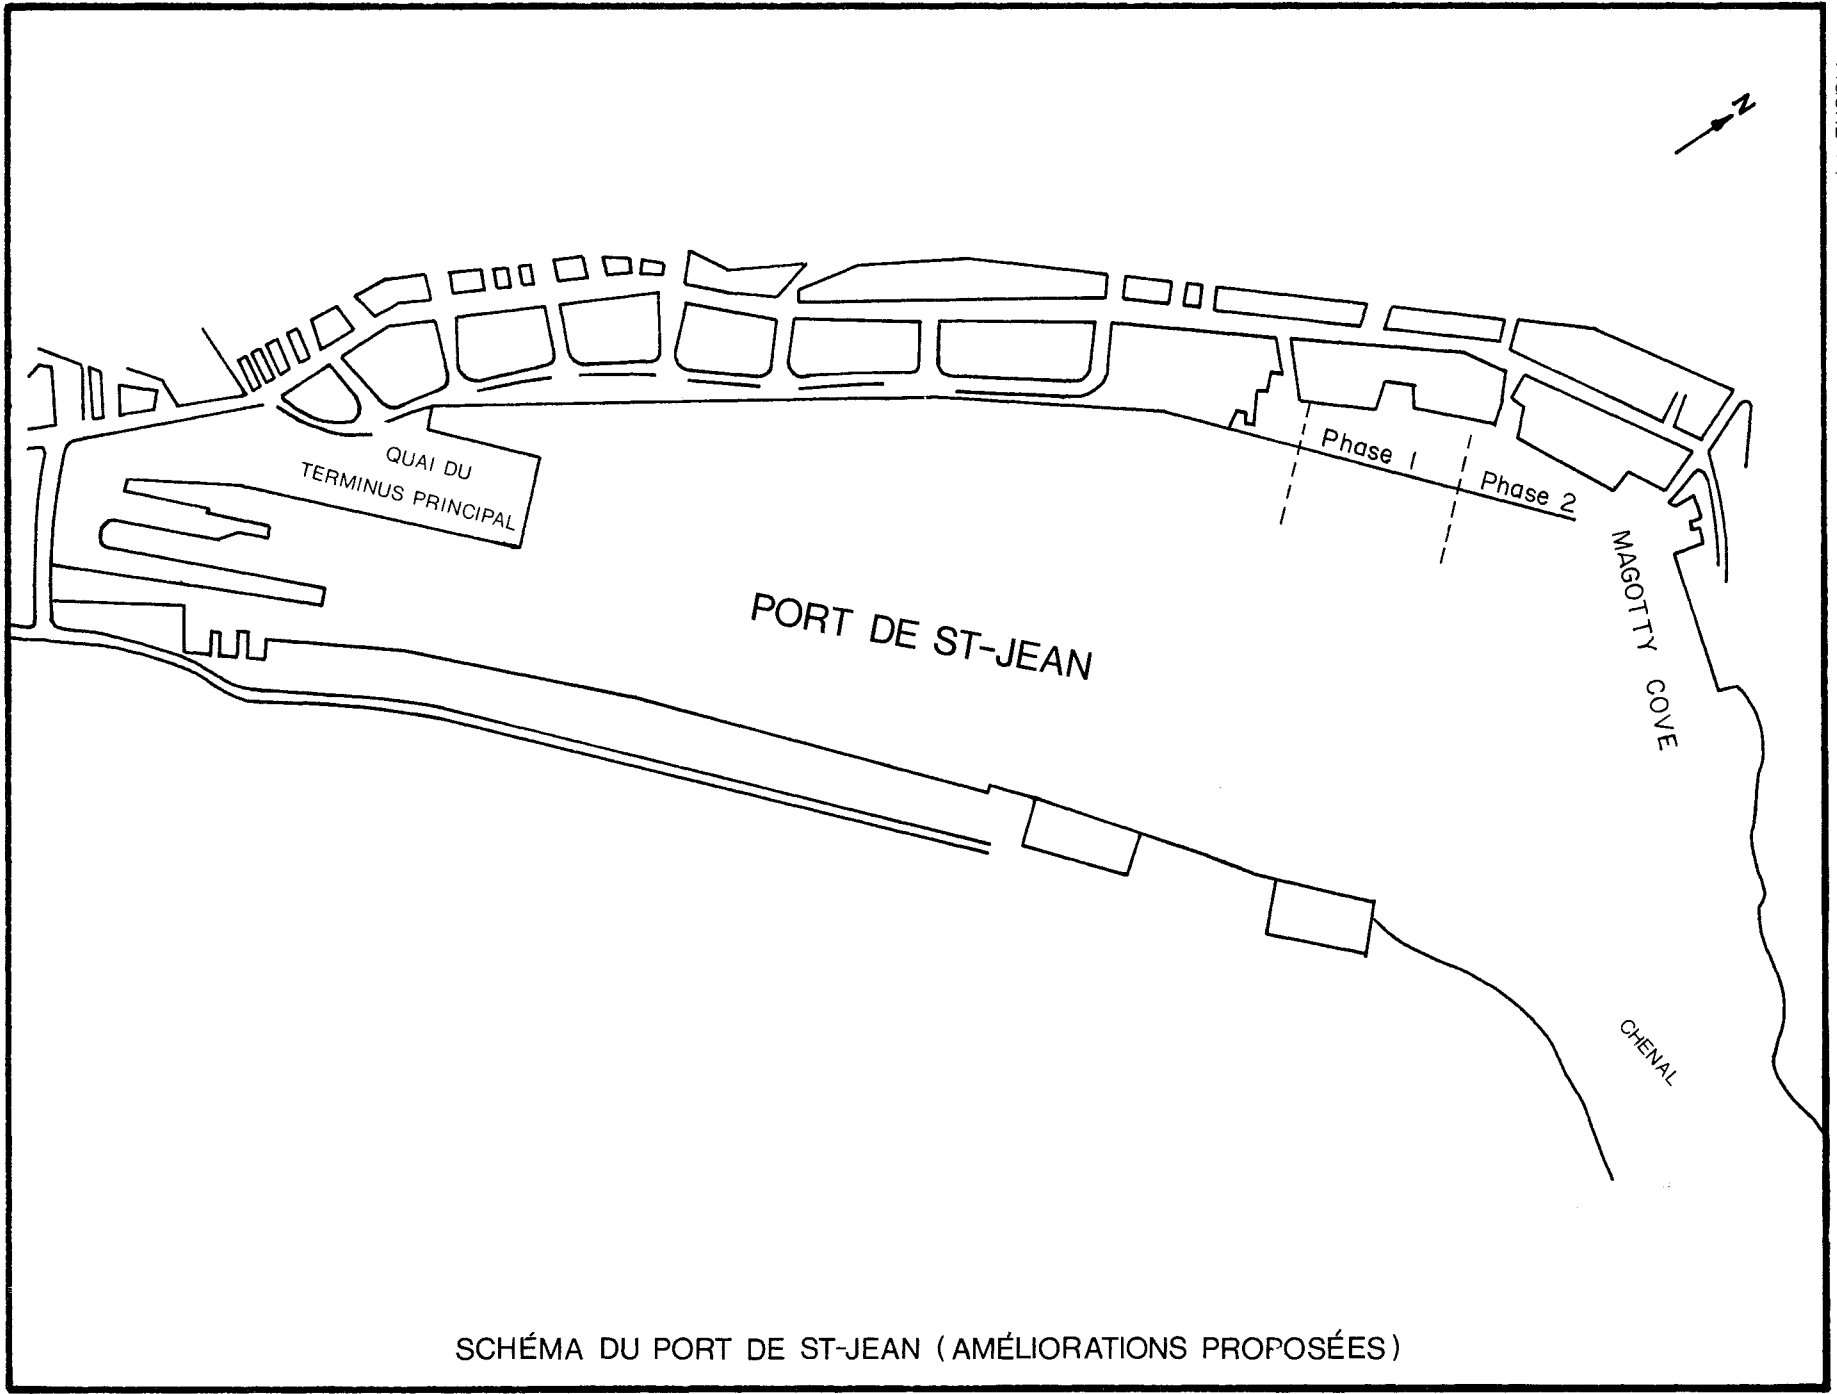 N
QUAI DU
TERMINUS PRINCIPAL
Phase 1
Phase 2
MAGOTTY COVE
PORT DE ST-JEAN
CHENAL
SCHÉMA DU PORT DE ST-JEAN (AMÉLIORATIONS PROPOSÉES)